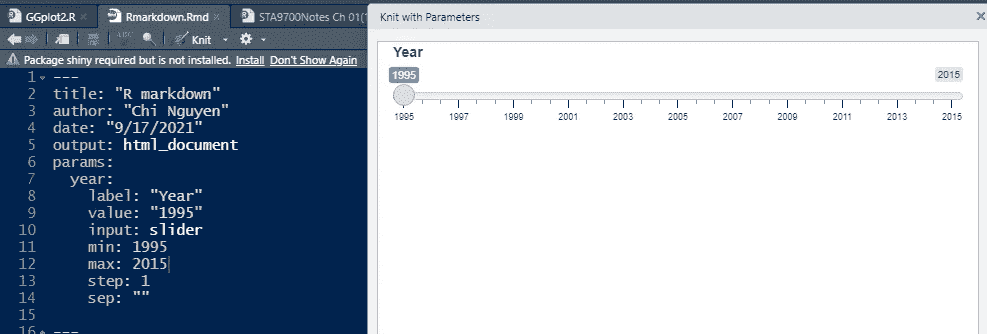 GGplot2.R
Rmarkdown.Rmd
STA9700Notes Ch 01(
Knit
Package shiny required but is not installed. Install Don't Show Again
1 ---
2 title: "R markdown"
3 author: "Chi Nguyen"
4 date: "9/17/2021"
5 output: html_document
6 params:
7 year:
8 label: "Year"
9 value: "1995"
10 input: slider
11 min: 1995
12 max: 2015
13 step: 1
14 sep: ""
15
16 ---
Knit with Parameters
Year
1995 2015
1995 1997 1999 2001 2003 2005 2007 2009 2011 2013 2015